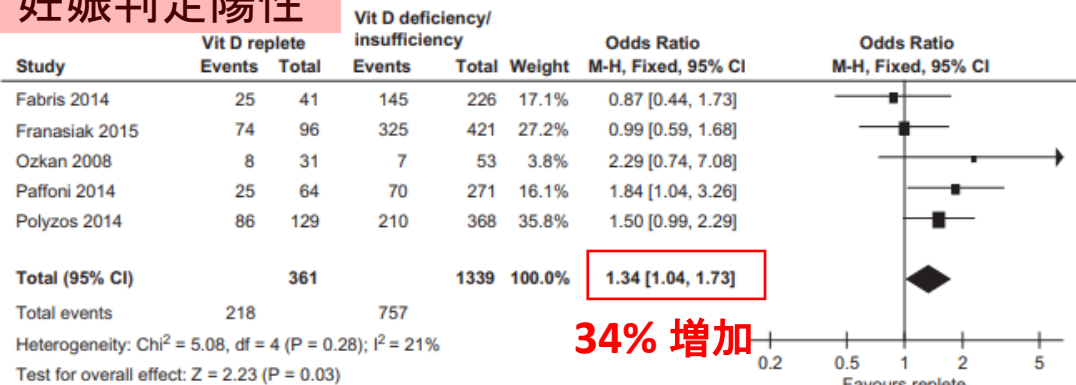 妊娠判定陽性
Vit D deficiency/
Vit D replete insufficiency Odds Ratio Odds Ratio
Study Events Total Events Total Weight M-H, Fixed, 95% CI M-H, Fixed, 95% CI
Fabris 2014 25 41 145 226 17.1% 0.87 [0.44, 1.73]
Franasiak 2015 74 96 325 421 27.2% 0.99 [0.59, 1.68]
Ozkan 2008 8 31 7 53 3.8% 2.29 [0.74, 7.08]
Paffoni 2014 25 64 70 271 16.1% 1.84 [1.04, 3.26]
Polyzos 2014 86 129 210 368 35.8% 1.50 [0.99, 2.29]
Total (95% CI) 361 1339 100.0% 1.34 [1.04, 1.73]
Total events 218 757
34% 増加
Heterogeneity: Chi² = 5.08, df = 4 (P = 0.28); I² = 21%
0.2 0.5 1 2 5
Test for overall effect: Z = 2.23 (P = 0.03)
Favours replete